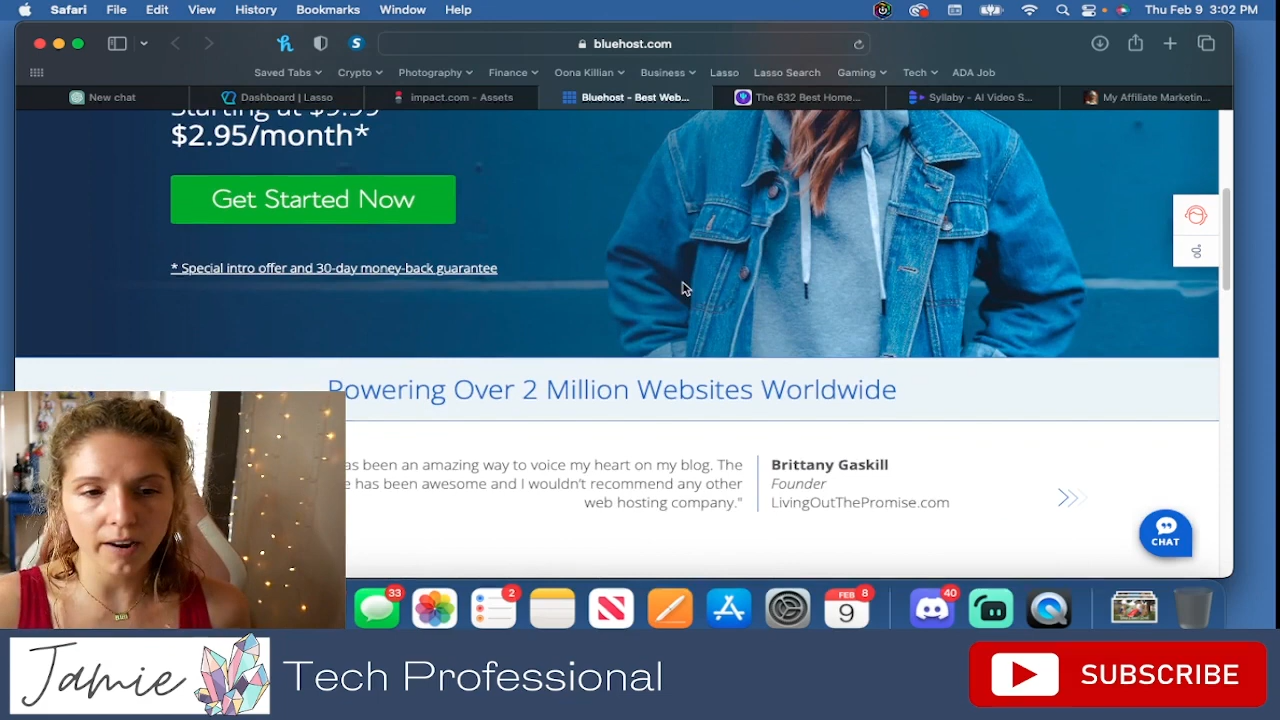 Safari File Edit View History Bookmarks Window Help Thu Feb 9 3:02 PM
S bluehost.com
Saved Tabs Crypto Photography Finance Oona Killian Business Lasso Lasso Search Gaming Tech ADA Job
New chat Dashboard | Lasso impact.com - Assets Bluehost - Best Web... The 632 Best Home... Syllaby - AI Video S... My Affiliate Marketin...
Starting at $9.99
$2.95/month*
Get Started Now
* Special intro offer and 30-day money-back guarantee
Powering Over 2 Million Websites Worldwide
as been an amazing way to voice my heart on my blog. The
e has been awesome and I wouldn't recommend any other
web hosting company."
Brittany Gaskill
Founder
LivingOutThePromise.com
CHAT
33 2 FEB 8 40
9
Jamie Tech Professional SUBSCRIBE